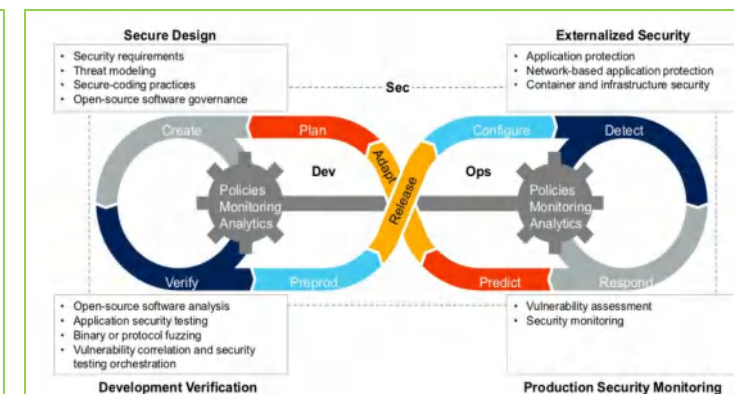 Secure Design
• Security requirements
• Threat modeling
• Secure-coding practices
• Open-source software governance
Externalized Security
• Application protection
• Network-based application protection
• Container and infrastructure security
Sec
Create
Plan
Configure
Detect
Dev
Adapt
Release
Ops
Policies
Monitoring
Analytics
Policies
Monitoring
Analytics
Verify
Preprod
Predict
Respond
• Open-source software analysis
• Application security testing
• Binary or protocol fuzzing
• Vulnerability correlation and security
testing orchestration
Development Verification
• Vulnerability assessment
• Security monitoring
Production Security Monitoring